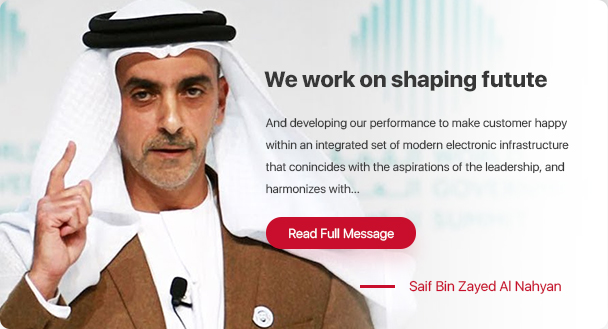 We work on shaping futute
And developing our performance to make customer happy
within an integrated set of modern electronic infrastructure
that conincides with the aspirations of the leadership, and
harmonizes with...
Read Full Message
Saif Bin Zayed Al Nahyan